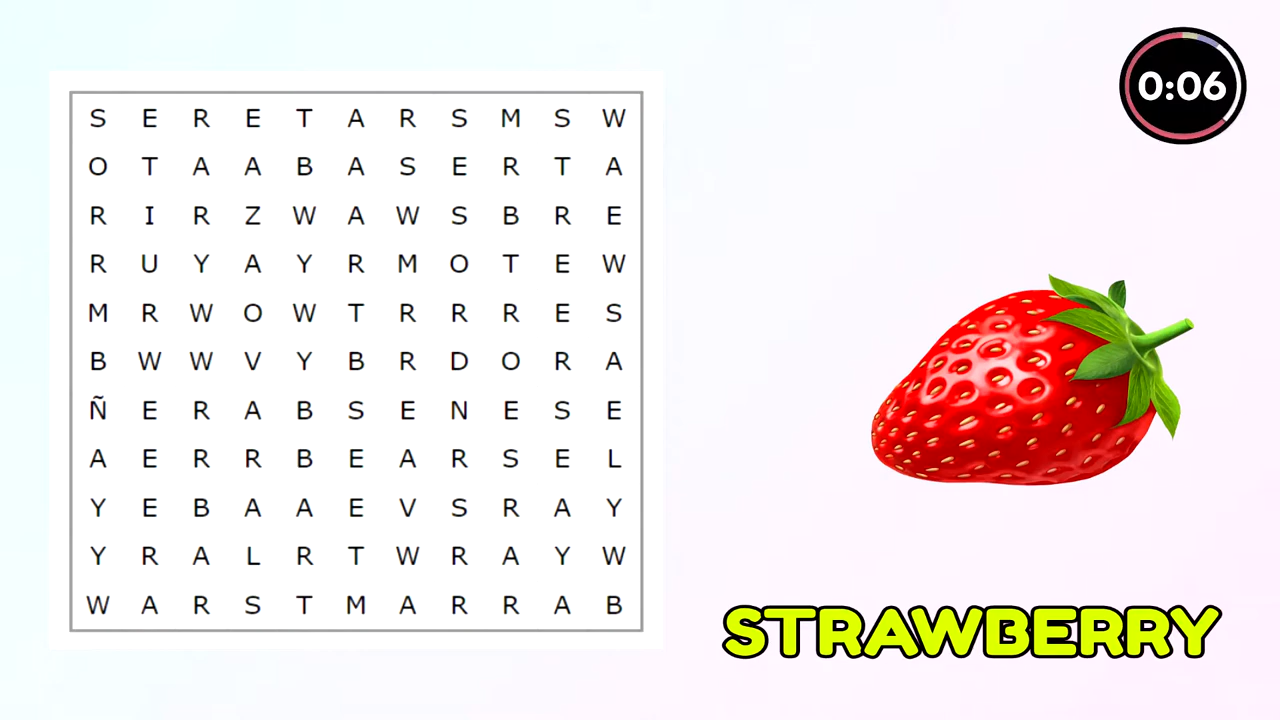 0:06
S E R E T A R S M S W
O T A A B A S E R T A
R I R Z W A W S B R E
R U Y A Y R M O T E W
M R W O W T R R R E S
B W W V Y B R D O R A
Ñ E R A B S E N E S E
A E R R B E A R S E L
Y E B A A E V S R A Y
Y R A L R T W R A Y W
W A R S T M A R R A B
STRAWBERRY